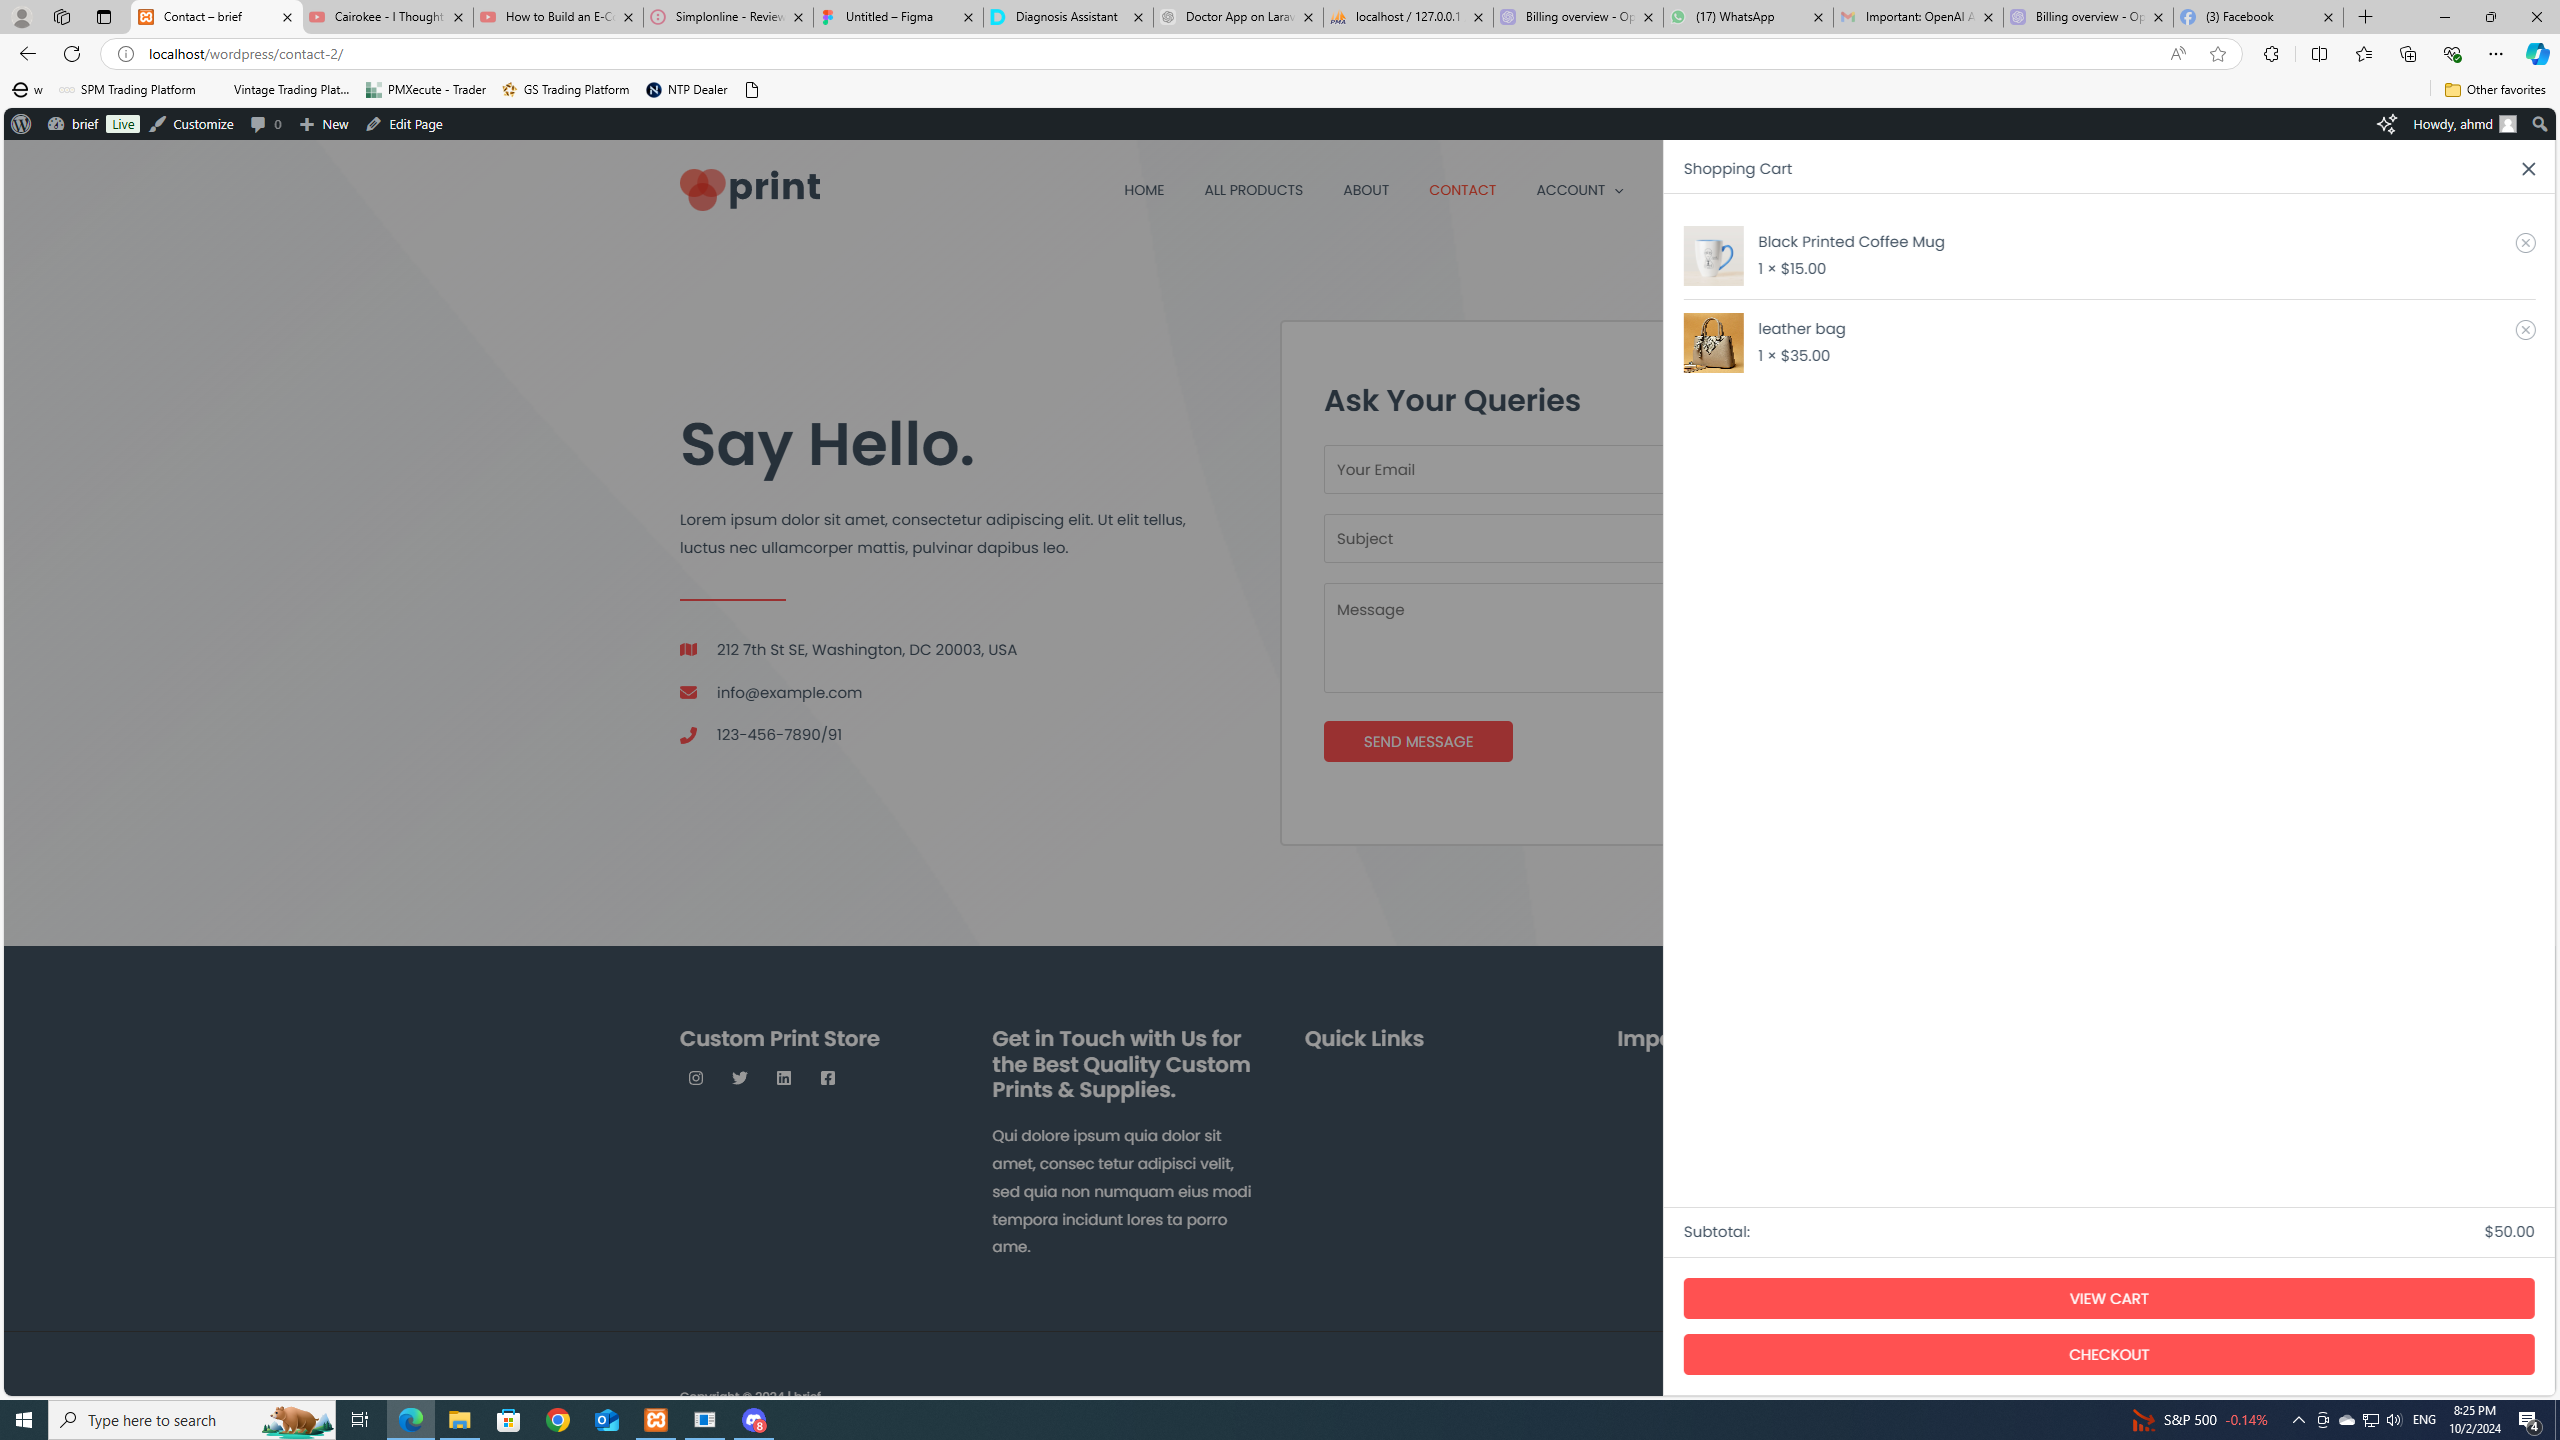 Contact – brief
Cairokee - I Thought
How to Build an E-Co
Simplonline - Review
Untitled – Figma
Diagnosis Assistant
Doctor App on Larav
localhost / 127.0.0.1
Billing overview - Op
(17) WhatsApp
Important: OpenAI A
Billing overview - Op
(3) Facebook
localhost/wordpress/contact-2/
w
SPM Trading Platform
Vintage Trading Plat...
PMXecute - Trader
GS Trading Platform
NTP Dealer
Other favorites
brief
Live
Customize
0
New
Edit Page
Howdy, ahmd
print
HOME
ALL PRODUCTS
ABOUT
CONTACT
ACCOUNT
Say Hello.
Lorem ipsum dolor sit amet, consectetur adipiscing elit. Ut elit tellus,
luctus nec ullamcorper mattis, pulvinar dapibus leo.
212 7th St SE, Washington, DC 20003, USA
info@example.com
123-456-7890/91
Ask Your Queries
Your Email
Subject
Message
SEND MESSAGE
Shopping Cart
Black Printed Coffee Mug
1 × $15.00
leather bag
1 × $35.00
Subtotal:
$50.00
VIEW CART
CHECKOUT
Custom Print Store
Get in Touch with Us for
the Best Quality Custom
Prints & Supplies.
Qui dolore ipsum quia dolor sit
amet, consec tetur adipisci velit,
sed quia non numquam eius modi
tempora incidunt lores ta porro
ame.
Quick Links
Impo
Copyright © 2024 | brief
Type here to search
8
S&P 500 -0.14%
ENG
8:25 PM
10/2/2024
4